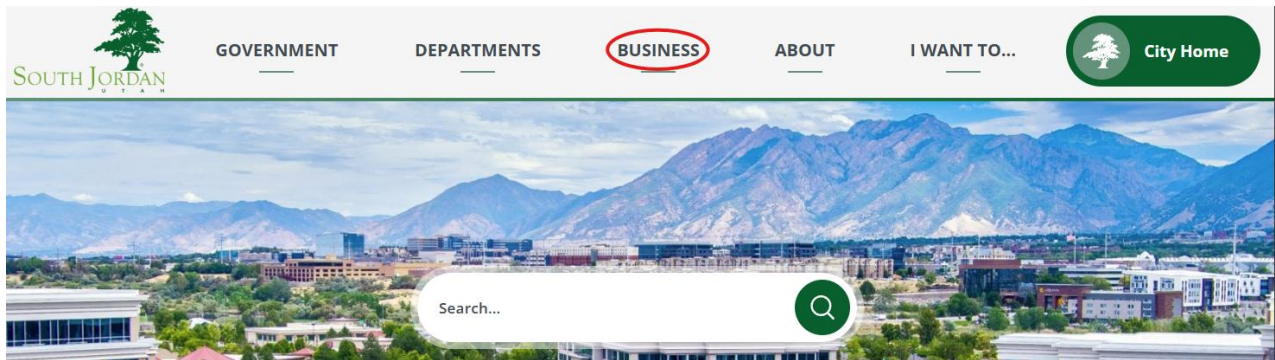 SOUTH JORDAN
UTAH
GOVERNMENT
DEPARTMENTS
BUSINESS
ABOUT
I WANT TO...
City Home
Search...